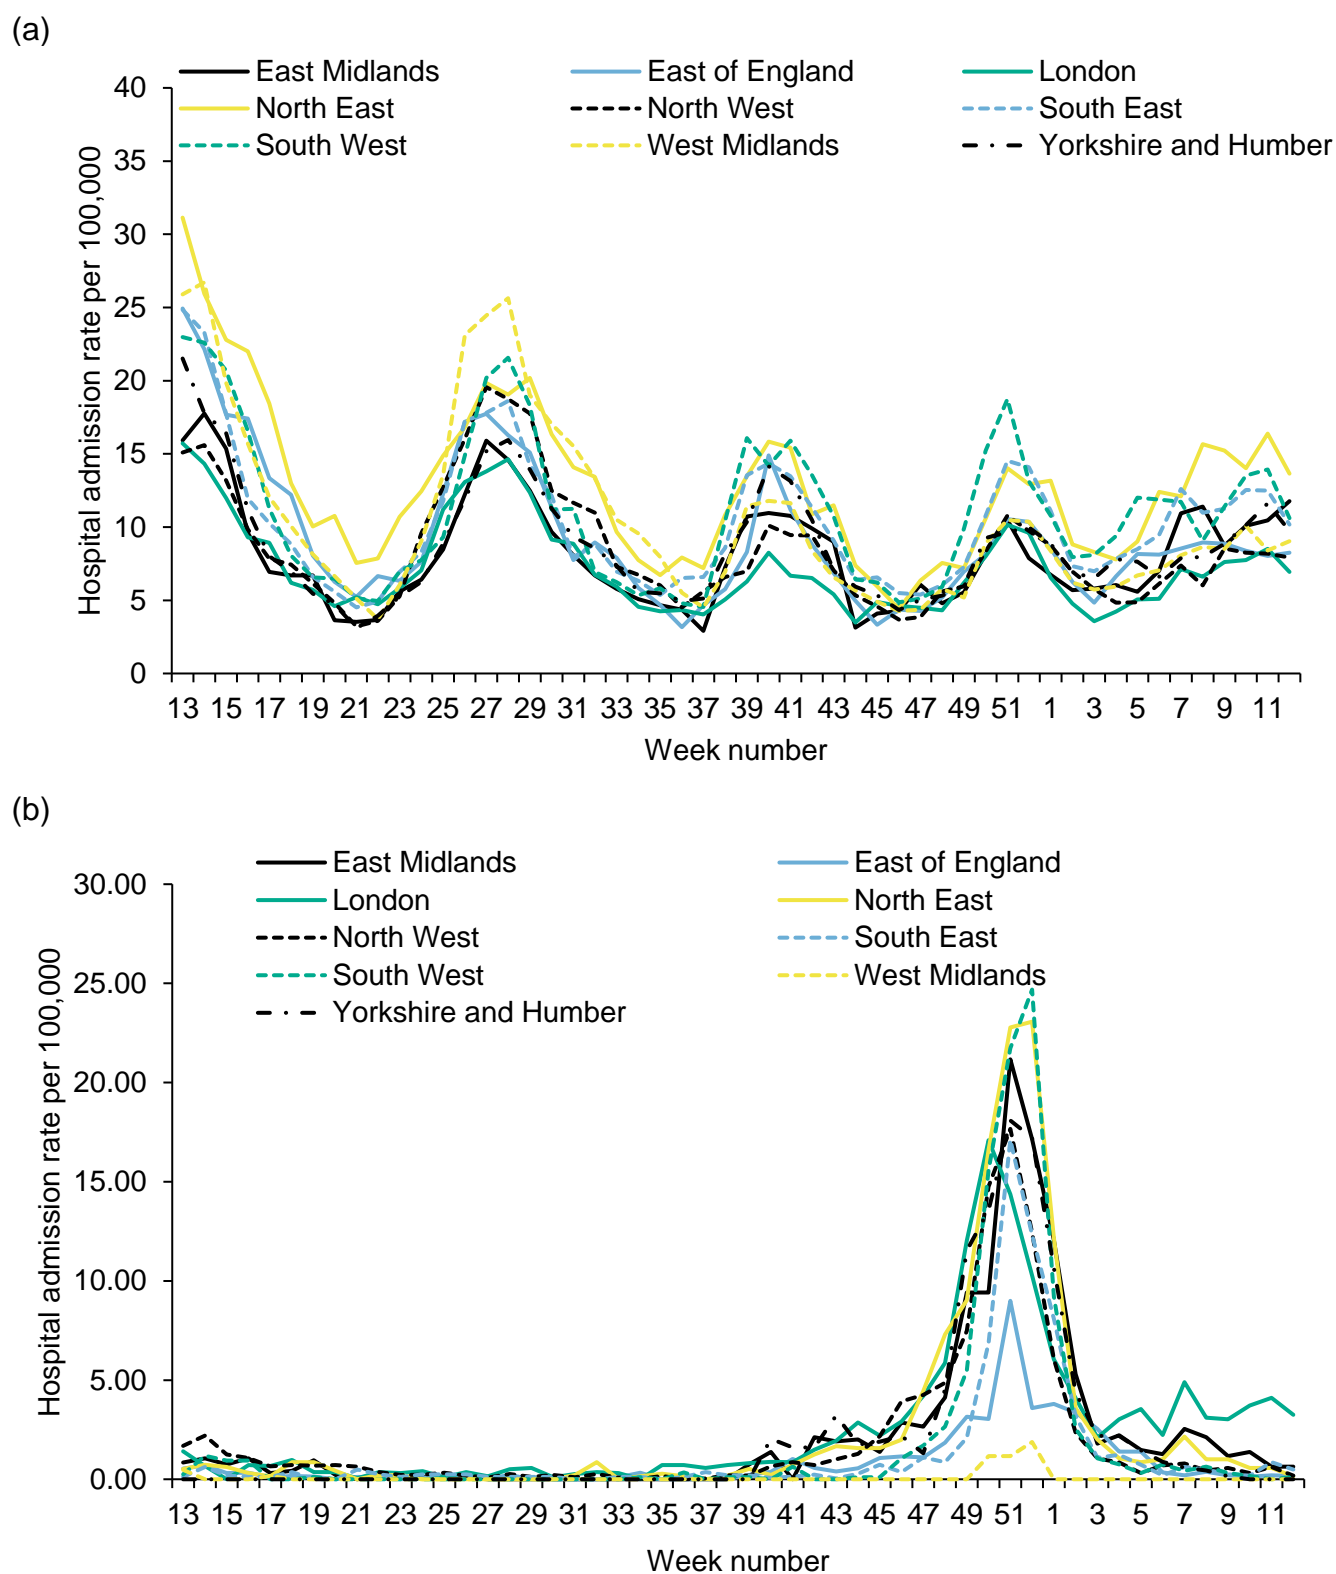 (a)
East Midlands East of England London
North East North West South East
South West West Midlands Yorkshire and Humber
Hospital admission rate per 100,000
40
35
30
25
20
15
10
5
0
13 15 17 19 21 23 25 27 29 31 33 35 37 39 41 43 45 47 49 51 1 3 5 7 9 11
Week number
(b)
East Midlands East of England
London North East
North West South East
South West West Midlands
Yorkshire and Humber
Hospital admission rate per 100,000
30.00
25.00
20.00
15.00
10.00
5.00
0.00
13 15 17 19 21 23 25 27 29 31 33 35 37 39 41 43 45 47 49 51 1 3 5 7 9 11
Week number